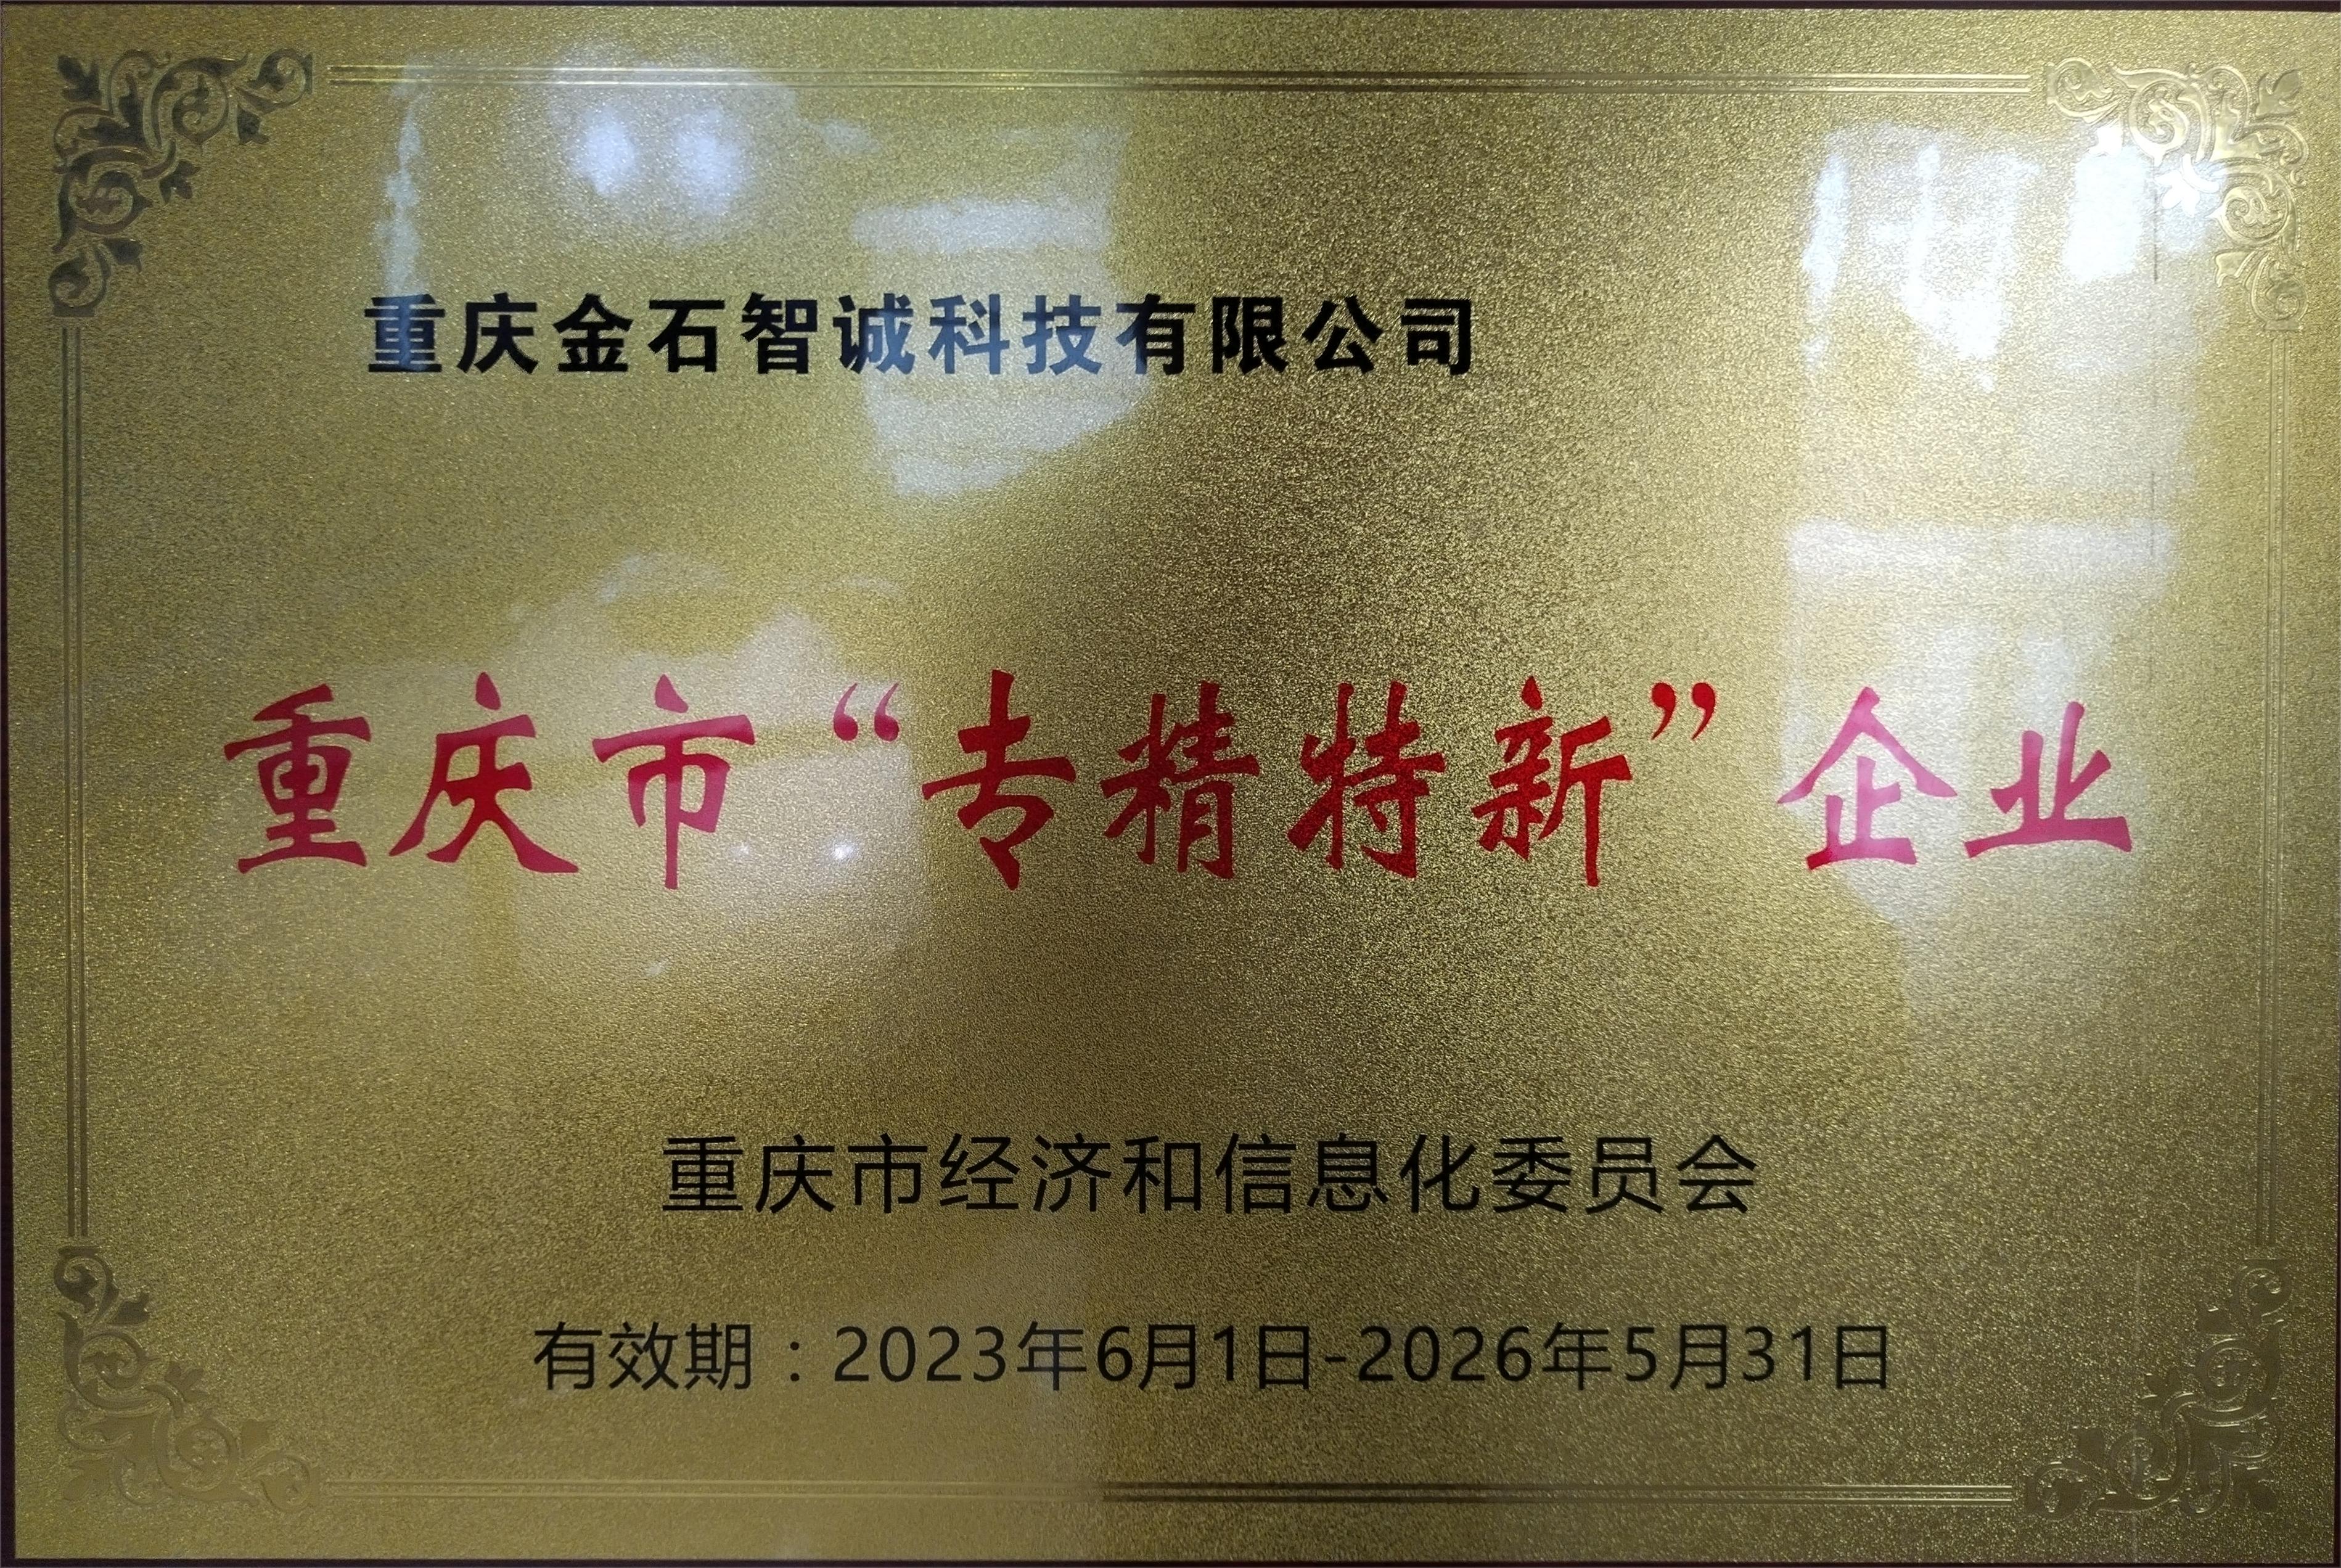 重庆金石智诚科技有限公司
重庆市“专精特新”企业
重庆市经济和信息化委员会
有效期：2023年6月1日-2026年5月31日